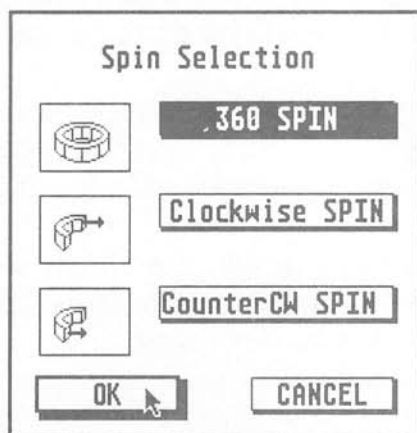 Spin Selection
360 SPIN
Clockwise SPIN
CounterCW SPIN
OK
CANCEL